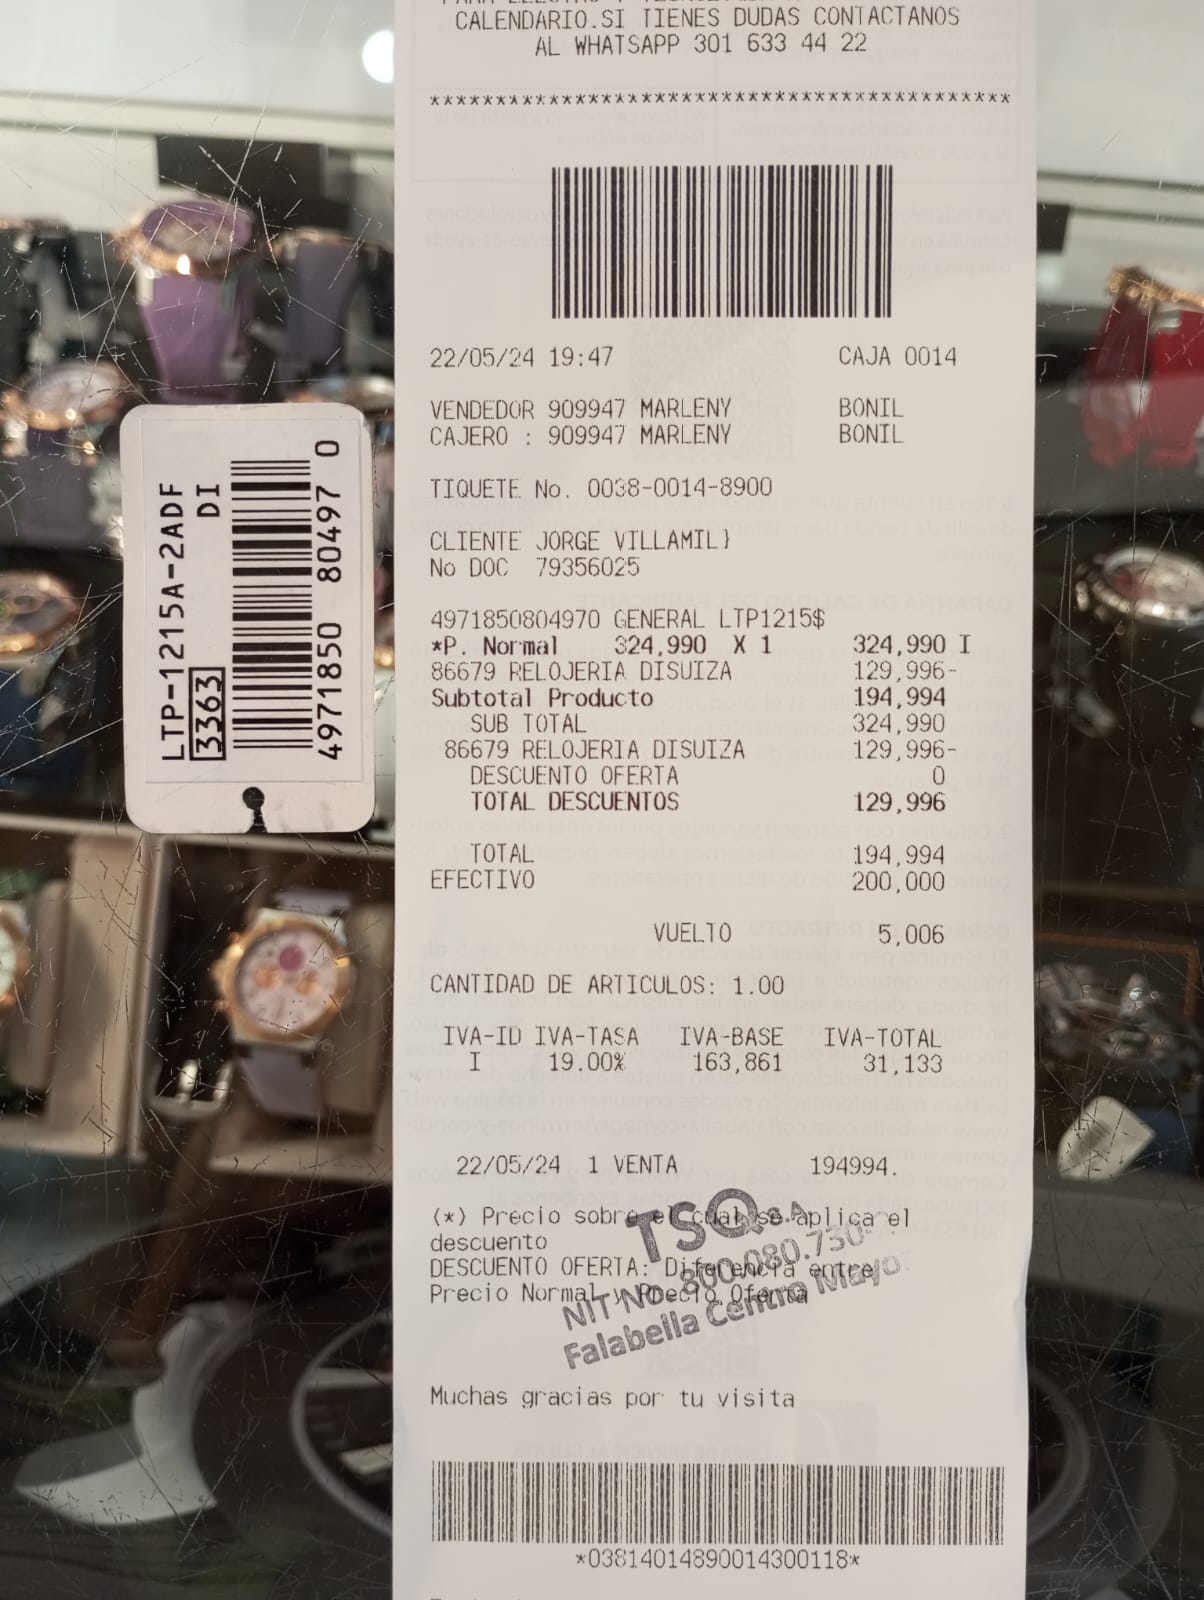 CALENDARIO.SI TIENES DUDAS CONTACTANOS
AL WHATSAPP 301 633 44 22
********************************************
22/05/24 19:47 CAJA 0014
VENDEDOR 909947 MARLENY BONIL
CAJERO : 909947 MARLENY BONIL
TIQUETE No. 0038-0014-8900
CLIENTE JORGE VILLAMIL}
No DOC 79356025
4971850804970 GENERAL LTP1215$
*P. Normal 324,990 X 1 324,990 I
86679 RELOJERIA DISUIZA 129,996-
Subtotal Producto 194,994
SUB TOTAL 324,990
86679 RELOJERIA DISUIZA 129,996-
DESCUENTO OFERTA 0
TOTAL DESCUENTOS 129,996
TOTAL 194,994
EFECTIVO 200,000
VUELTO 5,006
CANTIDAD DE ARTICULOS: 1.00
IVA-ID IVA-TASA IVA-BASE IVA-TOTAL
I 19.00% 163,861 31,133
22/05/24 1 VENTA 194994.
(*) Precio sobre el cual se aplica el
descuento
DESCUENTO OFERTA: Diferencia entre
Precio Normal y Precio Oferta
TSQ S.A.
NIT No. 800.080.730-
Falabella Centro Mayor
Muchas gracias por tu visita
*03814014890014300118*
LTP-1215A-2ADF
DI
3363
4971850 80497 0